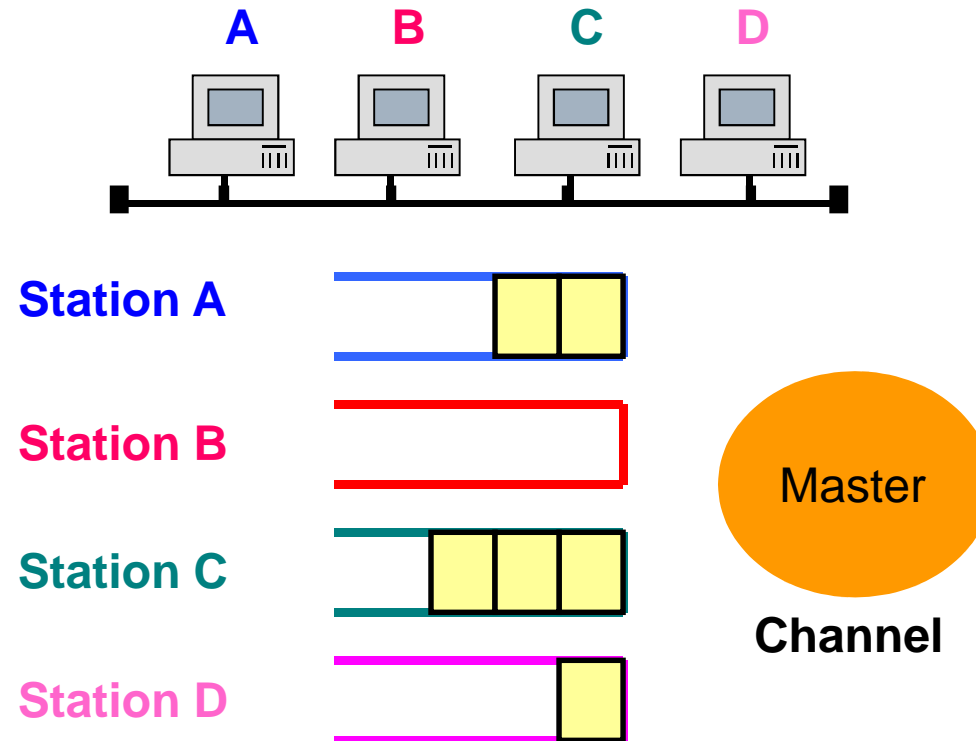 A B C D
Station A
Station B
Master
Station C
Channel
Station D